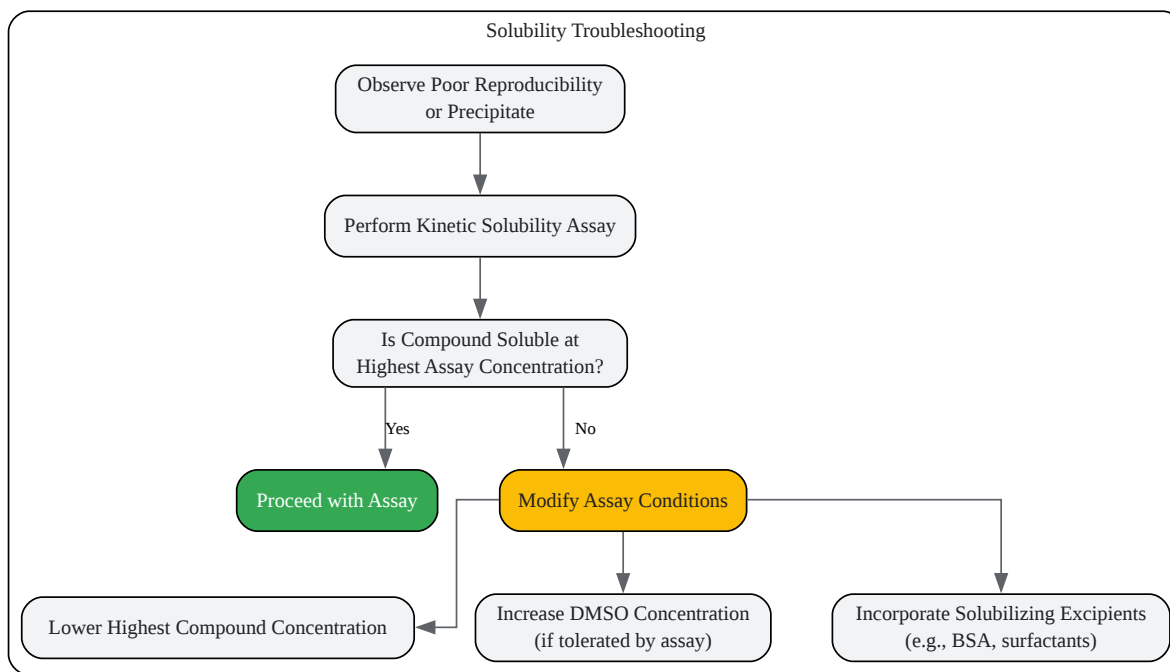 Solubility Troubleshooting
Observe Poor Reproducibility
or Precipitate
Perform Kinetic Solubility Assay
Is Compound Soluble at
Highest Assay Concentration?
Yes
No
Proceed with Assay
Modify Assay Conditions
Lower Highest Compound Concentration
Increase DMSO Concentration
(if tolerated by assay)
Incorporate Solubilizing Excipients
(e.g., BSA, surfactants)